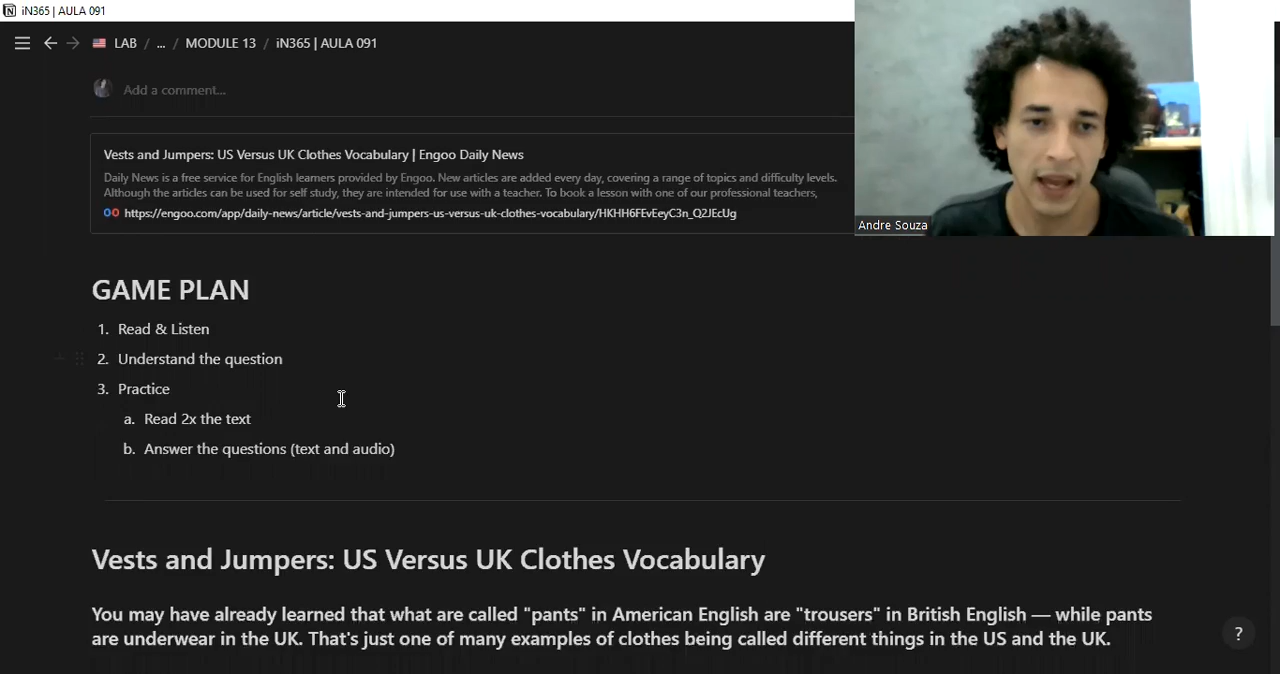 iN365 | AULA 091
LAB / ... / MODULE 13 / iN365 | AULA 091
Add a comment...
Vests and Jumpers: US Versus UK Clothes Vocabulary | Engoo Daily News
Daily News is a free service for English learners provided by Engoo. New articles are added every day, covering a range of topics and difficulty levels.
Although the articles can be used for self study, they are intended for use with a teacher. To book a lesson with one of our professional teachers,
https://engoo.com/app/daily-news/article/vests-and-jumpers-us-versus-uk-clothes-vocabulary/HKHH6FEvEeyC3n_Q2JEcUg
Andre Souza
GAME PLAN
1. Read & Listen
2. Understand the question
3. Practice
a. Read 2x the text
b. Answer the questions (text and audio)
Vests and Jumpers: US Versus UK Clothes Vocabulary
You may have already learned that what are called "pants" in American English are "trousers" in British English — while pants
are underwear in the UK. That's just one of many examples of clothes being called different things in the US and the UK.
?